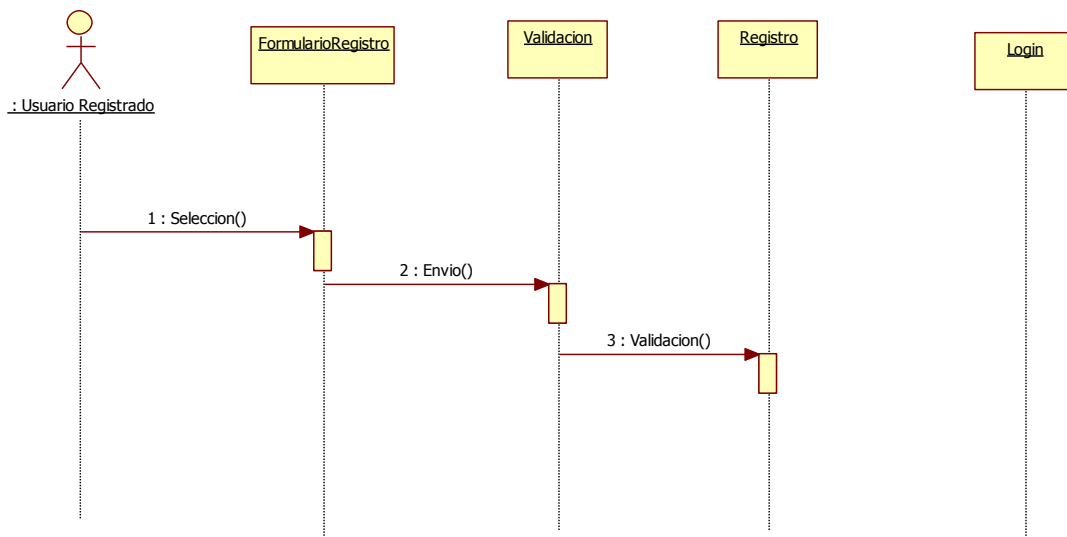 : Usuario Registrado
FormularioRegistro
Validacion
Registro
Login
1 : Seleccion()
2 : Envio()
3 : Validacion()